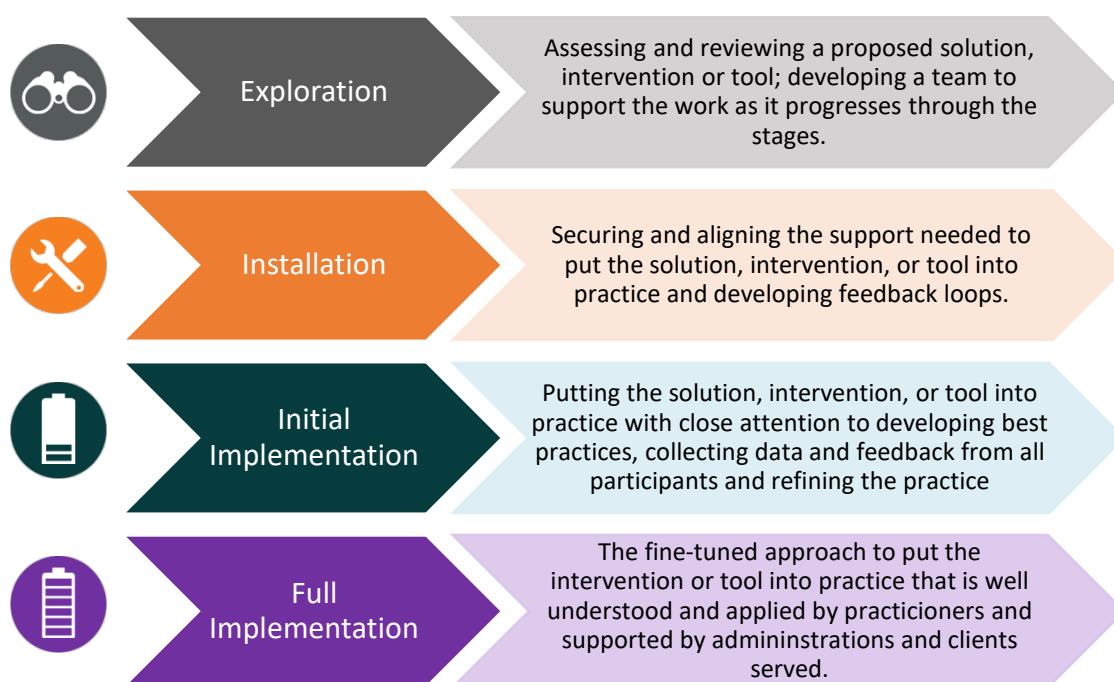 Exploration
Assessing and reviewing a proposed solution,
intervention or tool; developing a team to
support the work as it progresses through the
stages.
Installation
Securing and aligning the support needed to
put the solution, intervention, or tool into
practice and developing feedback loops.
Initial
Implementation
Putting the solution, intervention, or tool into
practice with close attention to developing best
practices, collecting data and feedback from all
participants and refining the practice
Full
Implementation
The fine-tuned approach to put the
intervention or tool into practice that is well
understood and applied by practicioners and
supported by admininstrations and clients
served.